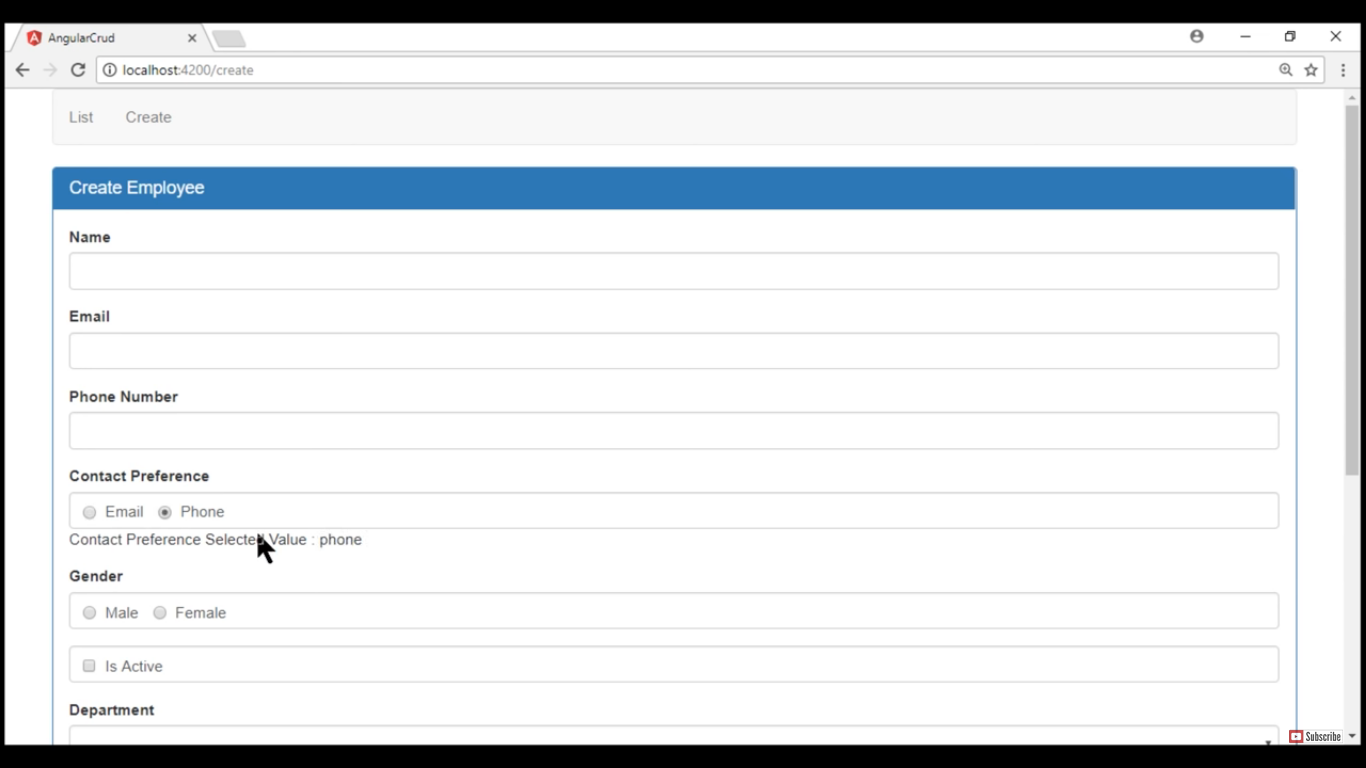 AngularCrud
localhost:4200/create
List Create
Create Employee
Name
Email
Phone Number
Contact Preference
Email Phone
Contact Preference Selected Value : phone
Gender
Male Female
Is Active
Department
Subscribe